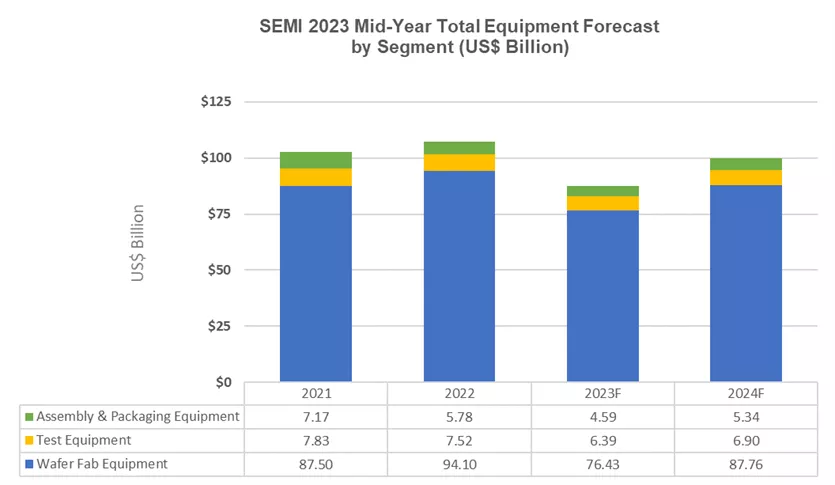 SEMI 2023 Mid-Year Total Equipment Forecast
by Segment (US$ Billion)
US$ Billion
$125
$100
$75
$50
$25
$0
2021 2022 2023F 2024F
Assembly & Packaging Equipment 7.17 5.78 4.59 5.34
Test Equipment 7.83 7.52 6.39 6.90
Wafer Fab Equipment 87.50 94.10 76.43 87.76